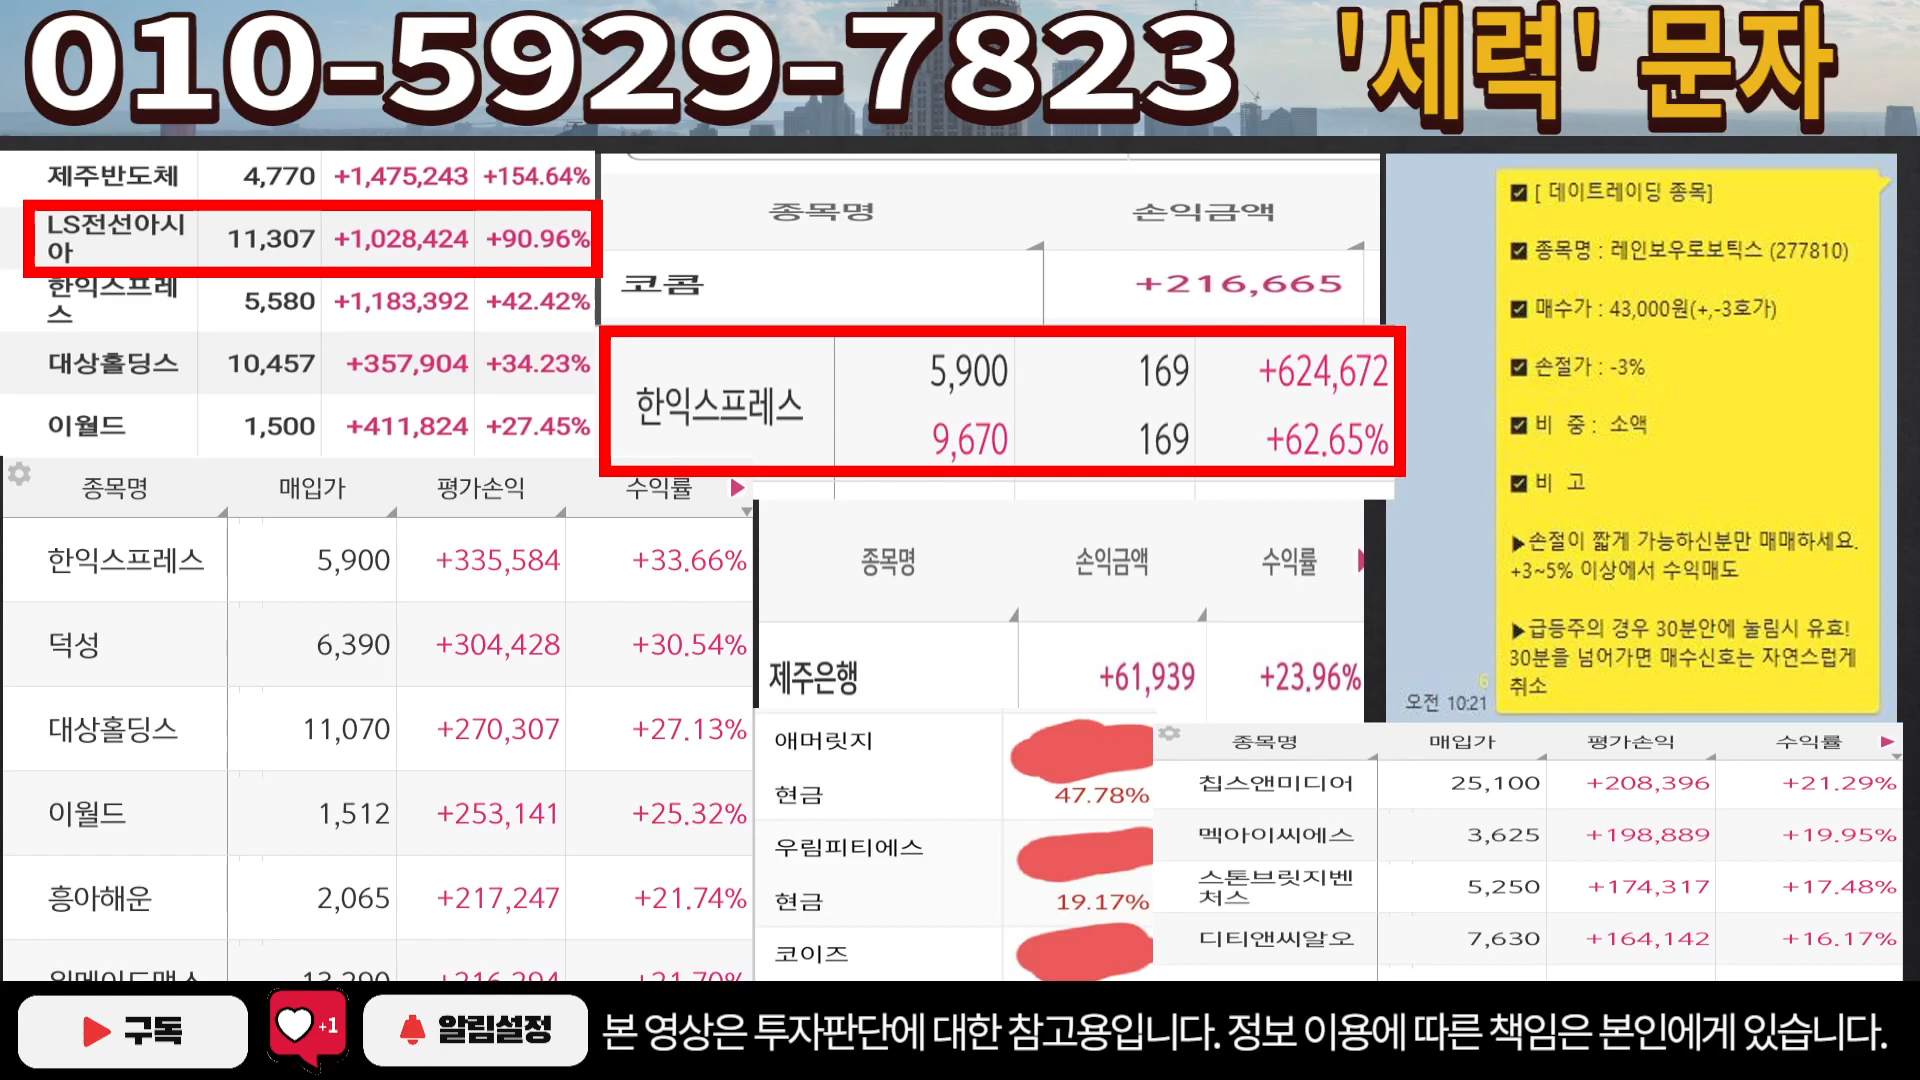 010-5929-7823 '세력' 문자
제주반도체 4,770 +1,475,243 +154.64%
LS전선아시아 11,307 +1,028,424 +90.96%
한익스프레스 5,580 +1,183,392 +42.42%
대상홀딩스 10,457 +357,904 +34.23%
이월드 1,500 +411,824 +27.45%
종목명 손익금액
코콤 +216,665
한익스프레스 5,900 169 +624,672
9,670 169 +62.65%
[ 데이트레이딩 종목]
종목명 : 레인보우로보틱스 (277810)
매수가 : 43,000원(+,-3호가)
손절가 : -3%
비 중 : 소액
비 고
▶손절이 짧게 가능하신분만 매매하세요.
+3~5% 이상에서 수익매도
▶급등주의 경우 30분안에 눌림시 유효!
30분을 넘어가면 매수신호는 자연스럽게
취소
6
오전 10:21
종목명 매입가 평가손익 수익률
한익스프레스 5,900 +335,584 +33.66%
덕성 6,390 +304,428 +30.54%
대상홀딩스 11,070 +270,307 +27.13%
이월드 1,512 +253,141 +25.32%
흥아해운 2,065 +217,247 +21.74%
종목명 손익금액 수익률
제주은행 +61,939 +23.96%
애머릿지
현금 47.78%
우림피티에스
현금 19.17%
코이즈
종목명 매입가 평가손익 수익률
칩스앤미디어 25,100 +208,396 +21.29%
멕아이씨에스 3,625 +198,889 +19.95%
스톤브릿지벤처스 5,250 +174,317 +17.48%
디티앤씨알오 7,630 +164,142 +16.17%
구독 +1 알림설정 본 영상은 투자판단에 대한 참고용입니다. 정보 이용에 따른 책임은 본인에게 있습니다.